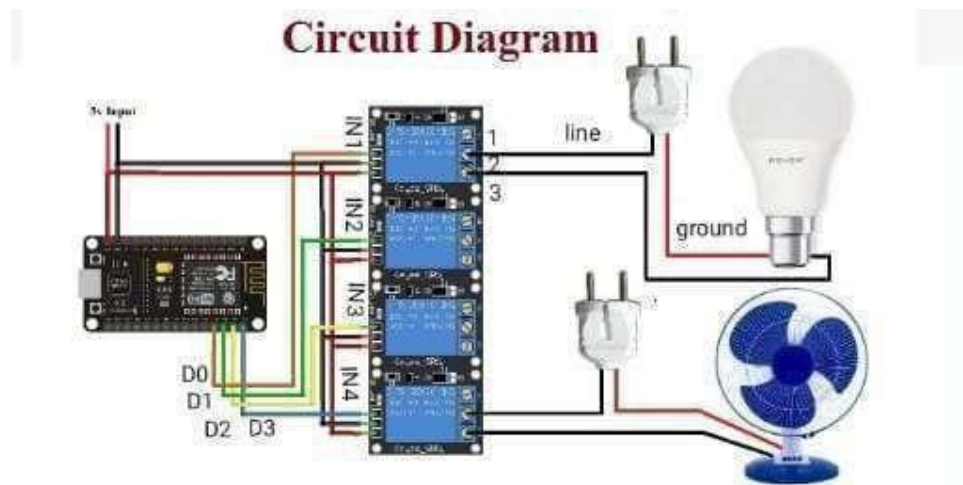 Circuit Diagram
5v Input
IN1
1
line
2
3
IN2
ground
IN3
D0
IN4
D1
D2 D3